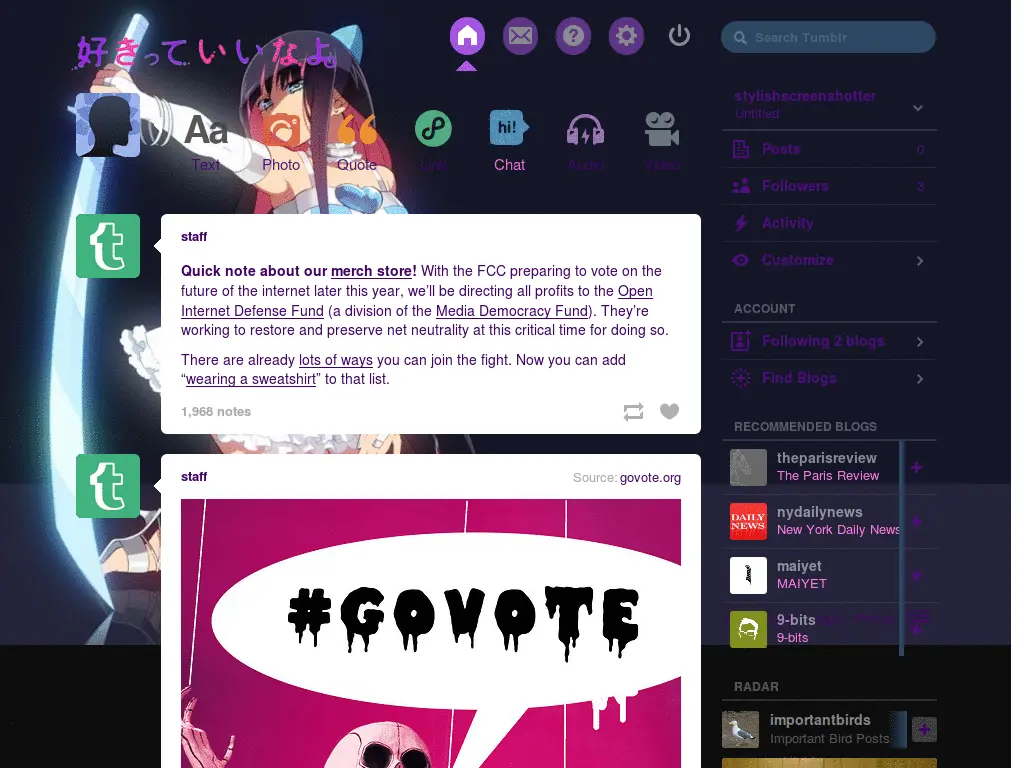 好きっていいなよ。
Search Tumblr
stylishscreenshotter
Untitled
Aa
hi!
Text
Photo
Quote
Link
Chat
Audio
Video
Posts 0
Followers 3
Activity
Customize
ACCOUNT
Following 2 blogs
Find Blogs
RECOMMENDED BLOGS
theparisreview
The Paris Review
DAILY NEWS
nydailynews
New York Daily News
maiyet
MAIYET
9-bits
9-bits
RADAR
importantbirds
Important Bird Posts
t
staff
Quick note about our merch store! With the FCC preparing to vote on the
future of the internet later this year, we’ll be directing all profits to the Open
Internet Defense Fund (a division of the Media Democracy Fund). They’re
working to restore and preserve net neutrality at this critical time for doing so.
There are already lots of ways you can join the fight. Now you can add
“wearing a sweatshirt” to that list.
1,968 notes
t
staff
Source: govote.org
#GOVOTE